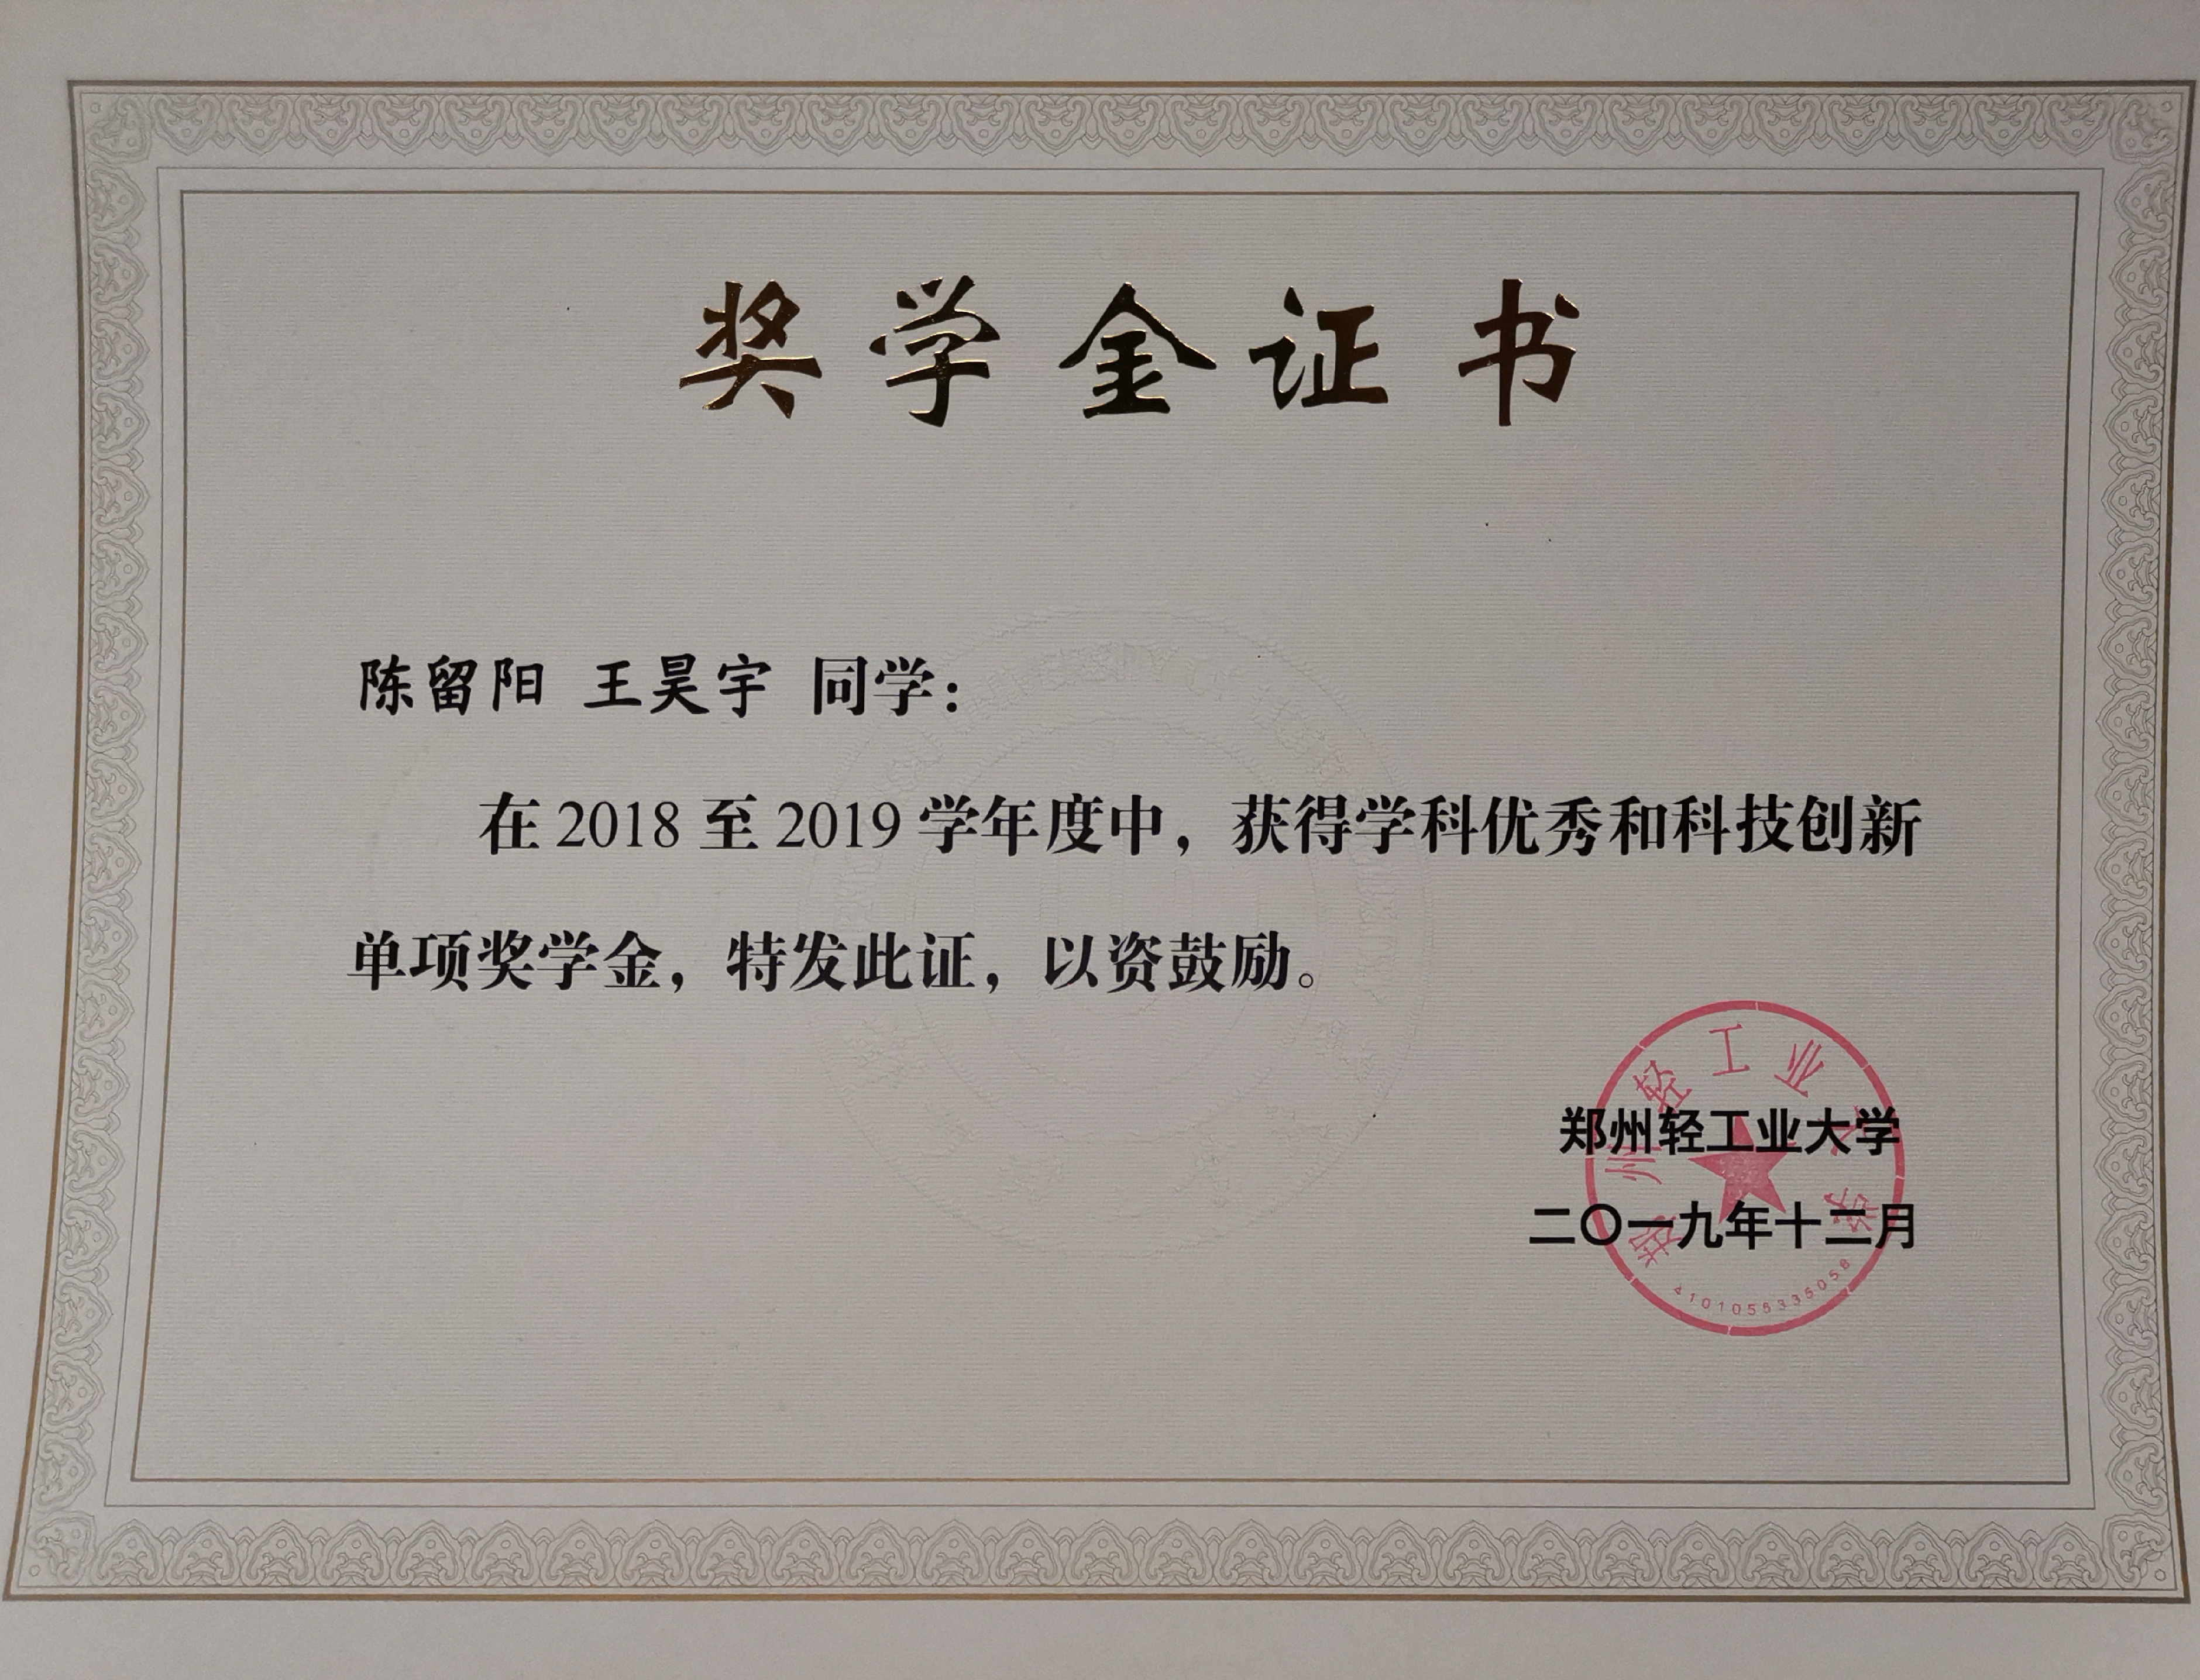 奖学金证书
陈留阳 王昊宇 同学：
在 2018 至 2019 学年度中，获得学科优秀和科技创新
单项奖学金，特发此证，以资鼓励。
郑州轻工业大学
二〇一九年十二月
郑州轻工业大学